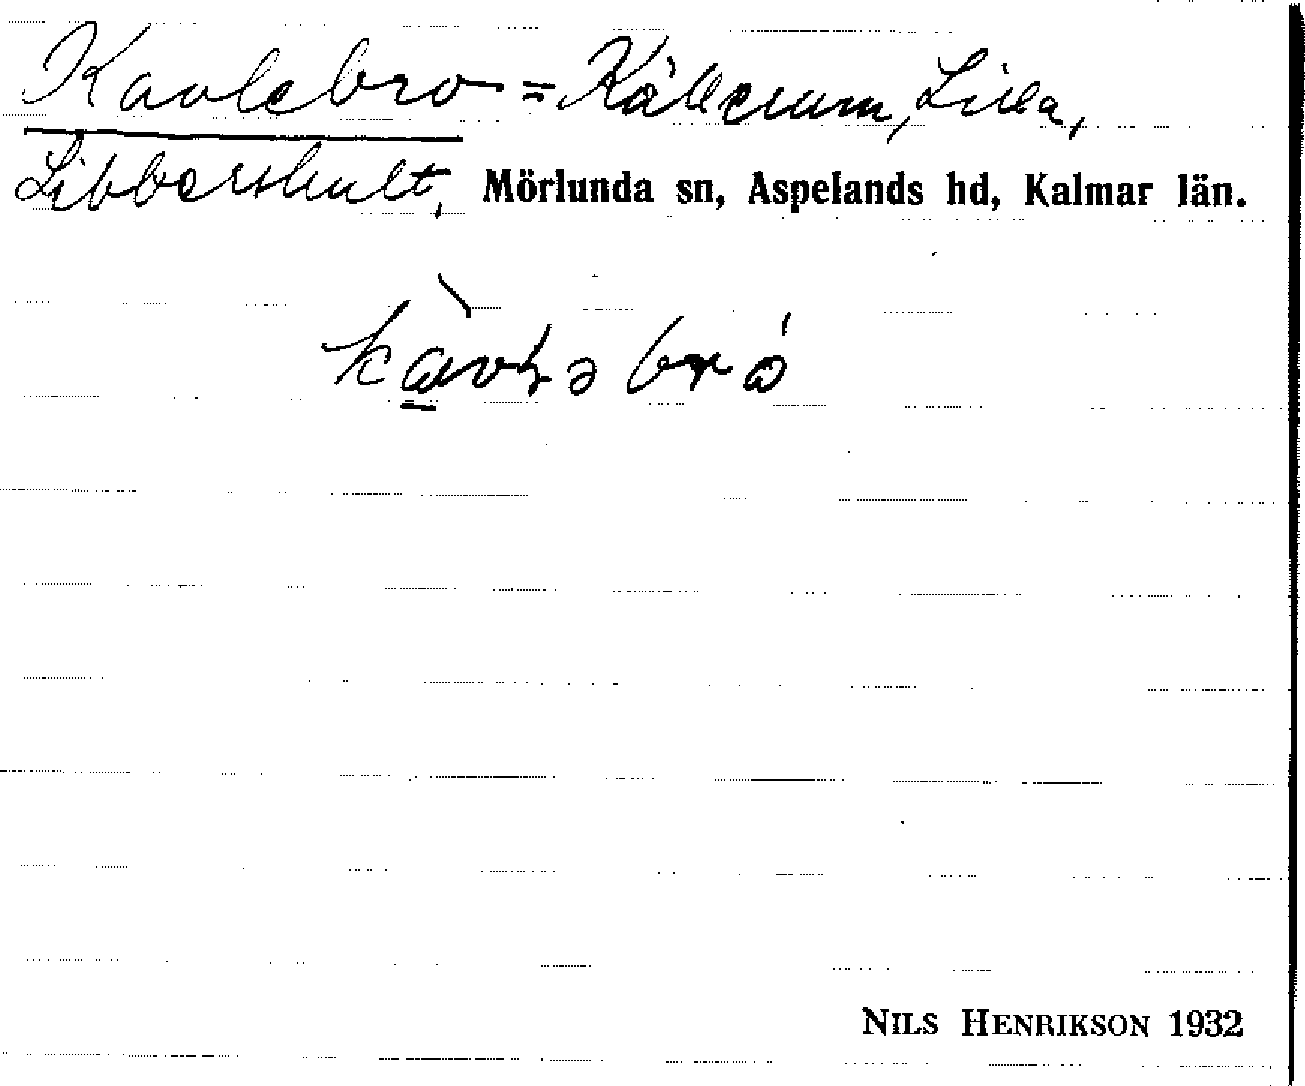 Kavlebro = Källerum, Lilla,
Libbershult, Mörlunda sn, Aspelands hd, Kalmar län.
NILS HENRIKSON 1932